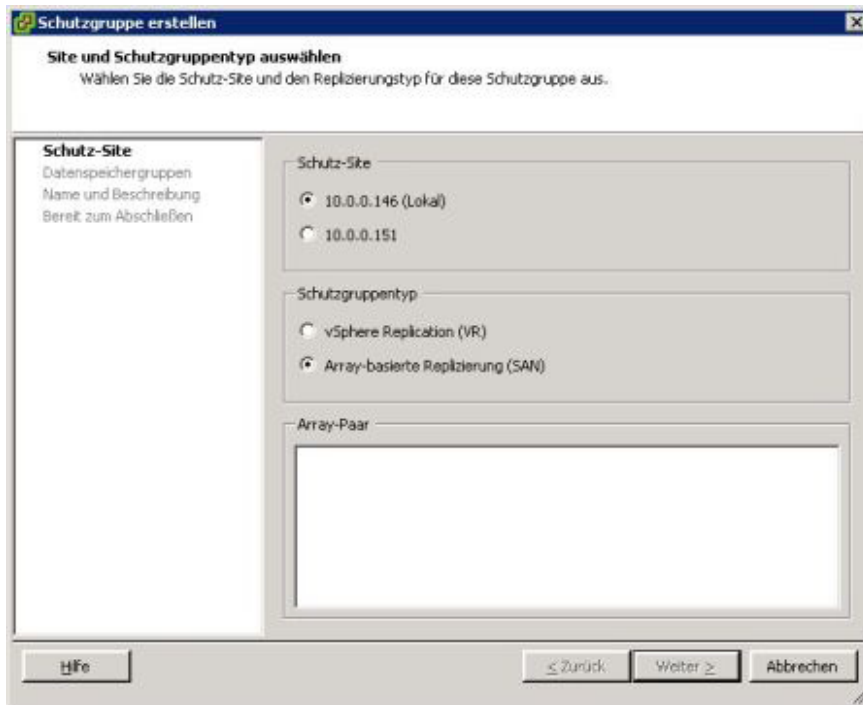 Schutzgruppe erstellen
Site und Schutzgruppentyp auswählen
Wählen Sie die Schutz-Site und den Replizierungstyp für diese Schutzgruppe aus.
Schutz-Site
Datenspeichergruppen
Name und Beschreibung
Bereit zum Abschließen
Schutz-Site
10.0.0.146 (Lokal)
10.0.0.151
Schutzgruppentyp
vSphere Replication (VR)
Array-basierte Replizierung (SAN)
Array-Paar
Hilfe
< Zurück
Weiter >
Abbrechen